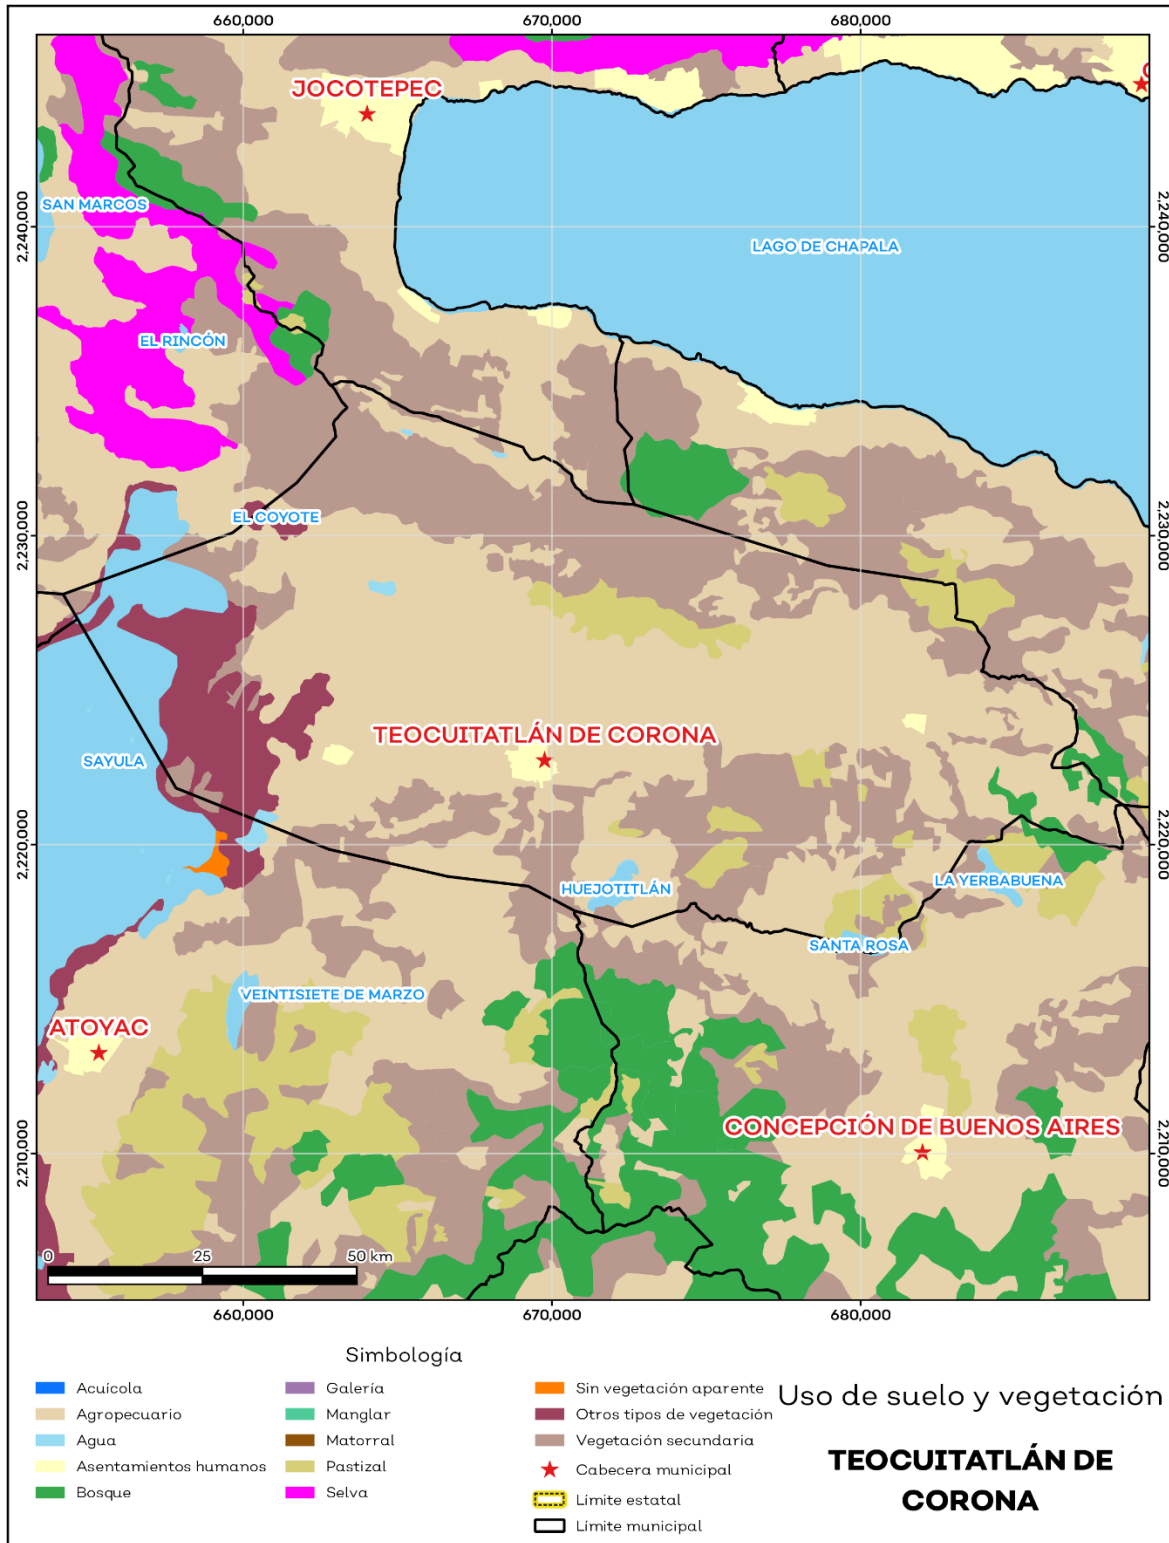 660,000 670,000 680,000
JOCOTEPEC
SAN MARCOS
2,240,000 2,240,000
LAGO DE CHAPALA
EL RINCÓN
EL COYOTE
2,230,000 2,230,000
TEOCUITATLÁN DE CORONA
SAYULA
2,220,000 2,220,000
HUEJOTITLÁN
LA YERBABUENA
SANTA ROSA
VEINTISIETE DE MARZO
ATOYAC
CONCEPCIÓN DE BUENOS AIRES
2,210,000 2,210,000
0 25 50 km
660,000 670,000 680,000
Simbología
Acuícola
Agropecuario
Agua
Asentamientos humanos
Bosque
Galería
Manglar
Matorral
Pastizal
Selva
Sin vegetación aparente
Otros tipos de vegetación
Vegetación secundaria
Cabecera municipal
Límite estatal
Límite municipal
Uso de suelo y vegetación
TEOCUITATLÁN DE
CORONA